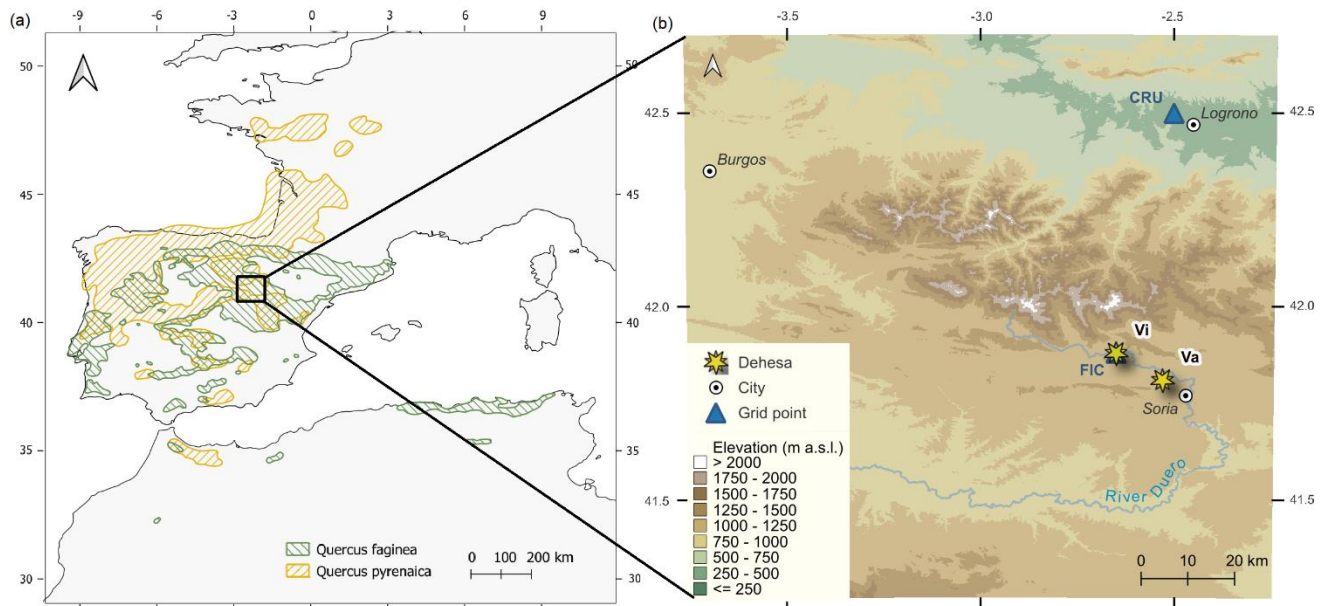 (a)
-9 -6 -3 0 3 6 9
50 50
45 45
40 40
35 35
30 30
-9 -6 -3 0 3 6 9
Quercus faginea
Quercus pyrenaica
0 100 200 km
(b)
-3.5 -3.0 -2.5
42.5 42.5
42.0 42.0
41.5 41.5
CRU
Logrono
Burgos
Vi
Va
FIC
Soria
River Duero
Dehesa
City
Grid point
Elevation (m a.s.l.)
> 2000
1750 - 2000
1500 - 1750
1250 - 1500
1000 - 1250
750 - 1000
500 - 750
250 - 500
<= 250
0 10 20 km